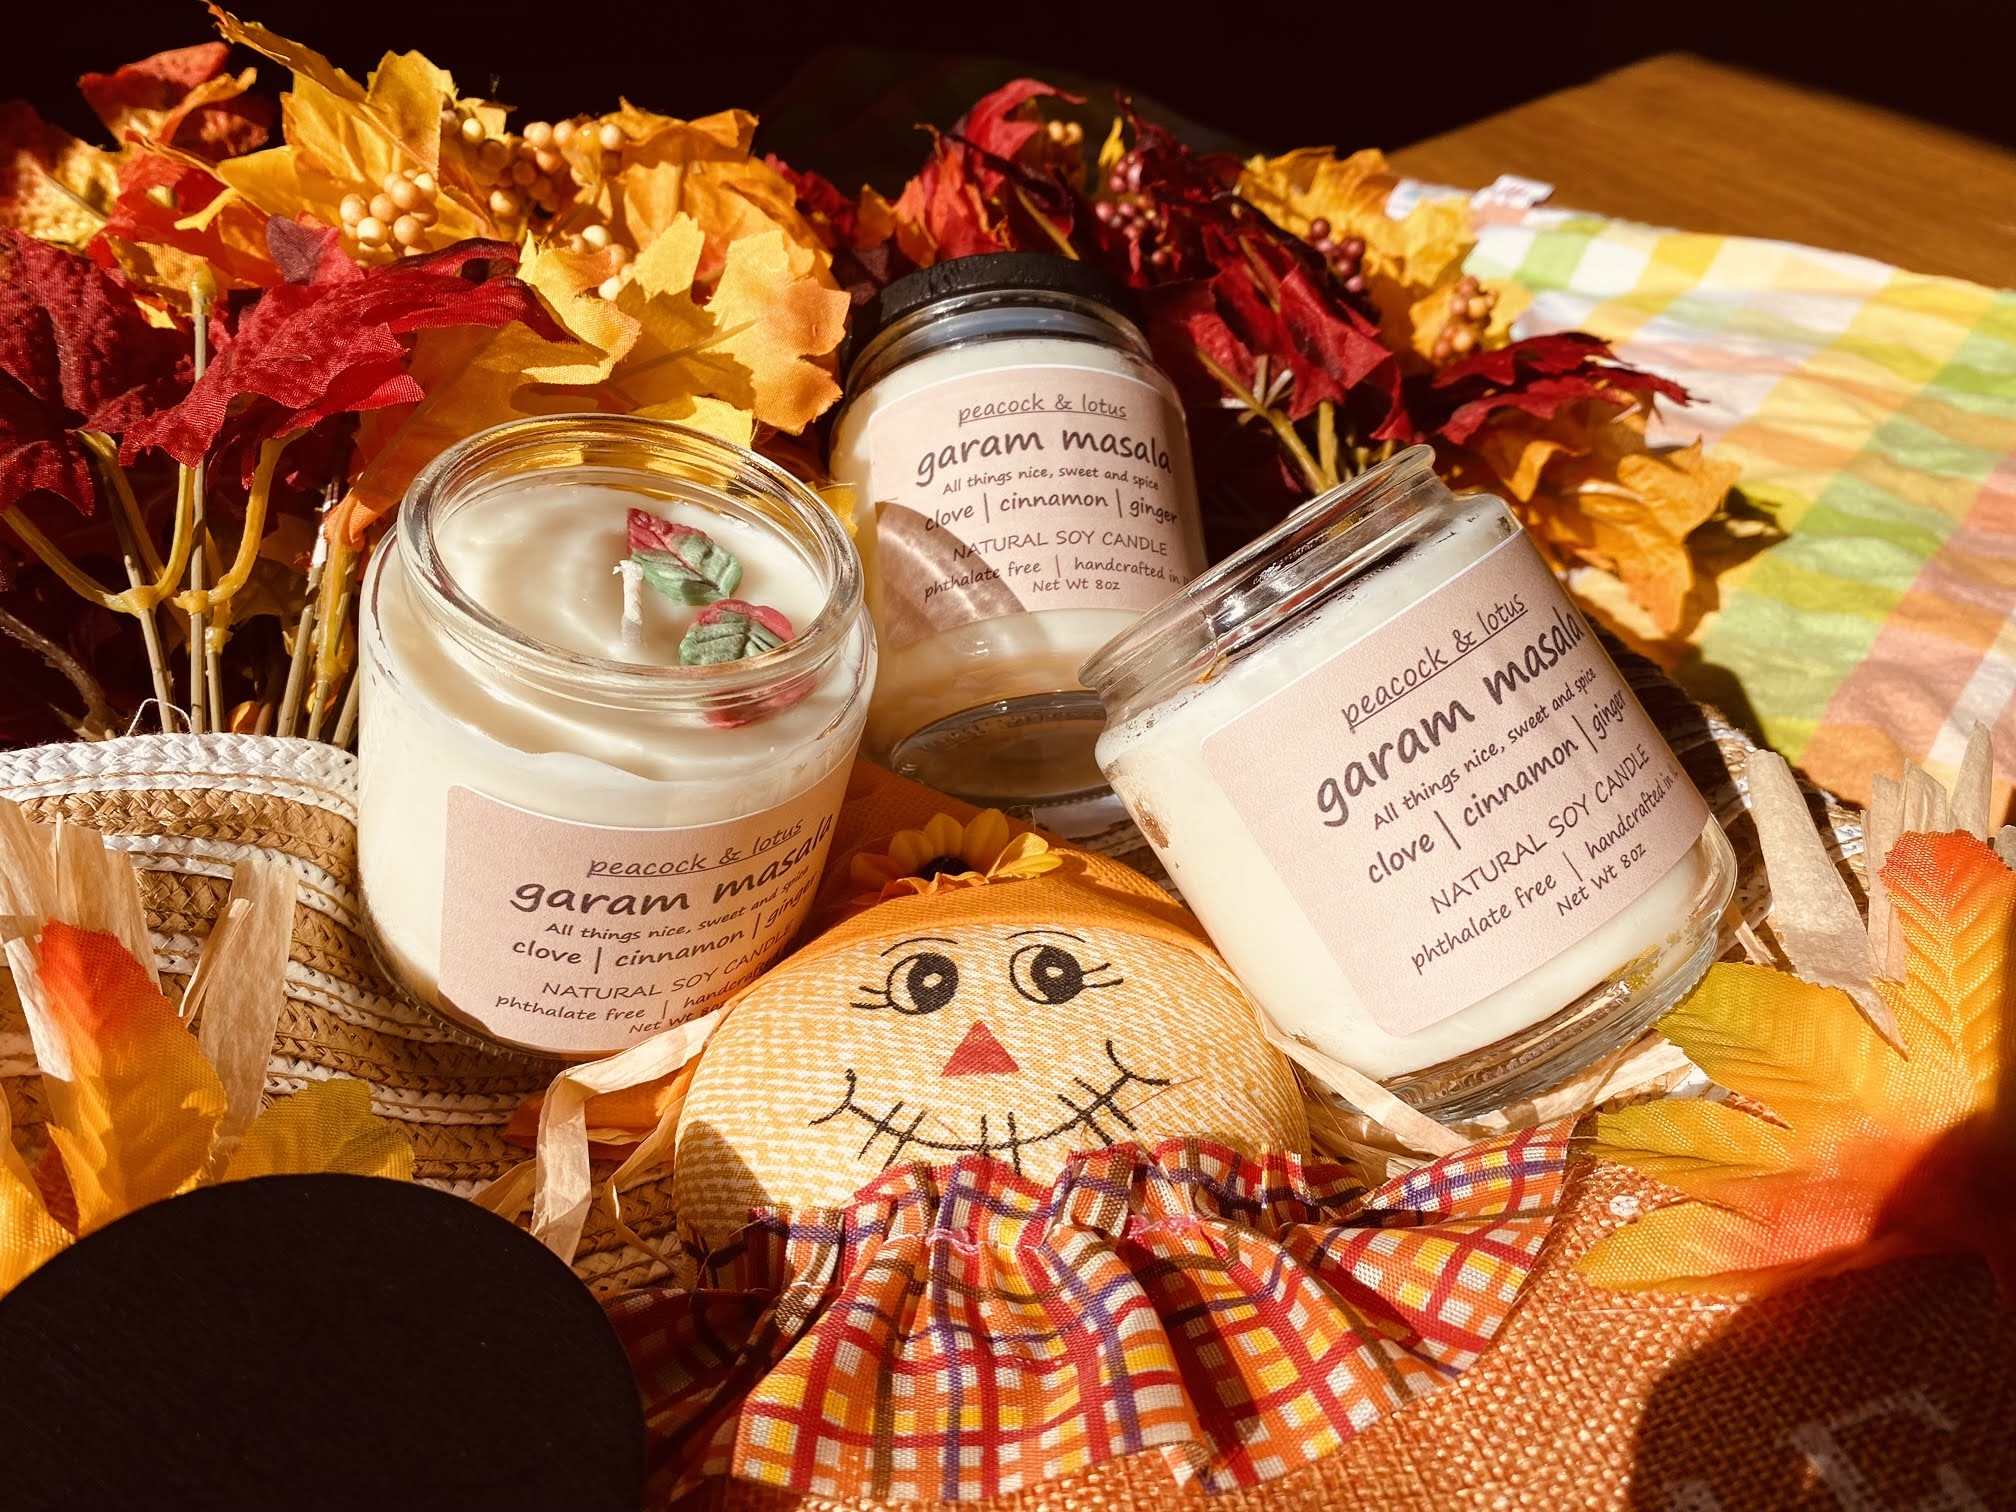 peacock & lotus
garam masala
All things nice, sweet and spice
clove | cinnamon | ginger
NATURAL SOY CANDLE
phthalate free | handcrafted in
Net Wt 8oz
peacock & lotus
garam masala
All things nice, sweet and spice
clove | cinnamon | ginger
NATURAL SOY CANDLE
phthalate free |
Net Wt 8oz
peacock & lotus
garam masala
All things nice, sweet and spice
clove | cinnamon | ginger
NATURAL SOY CANDLE
phthalate free | handcrafted in
Net Wt 8oz